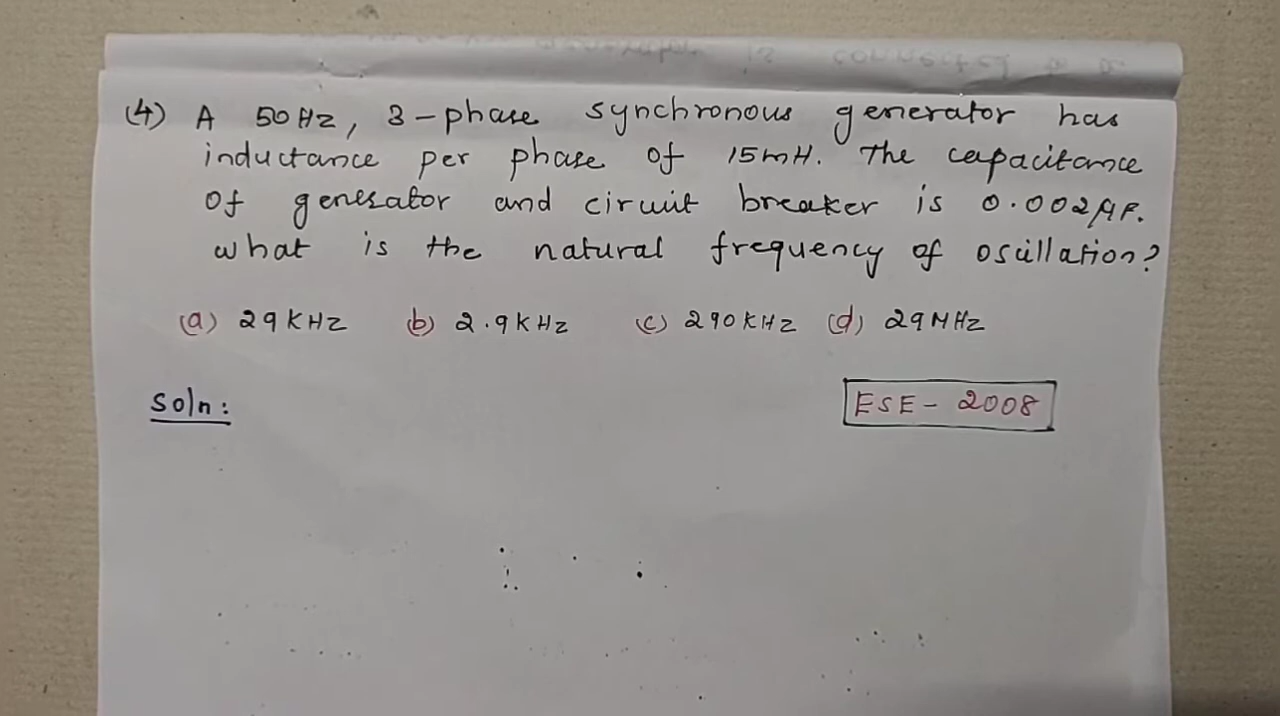 (4) A 50 Hz, 3-phase synchronous generator has
inductance per phase of 15mH. The capacitance
of generator and circuit breaker is 0.002μF.
what is the natural frequency of oscillation?
(a) 29 KHz (b) 2.9 KHz (c) 290 KHz (d) 29 MHz
Soln:
ESE - 2008